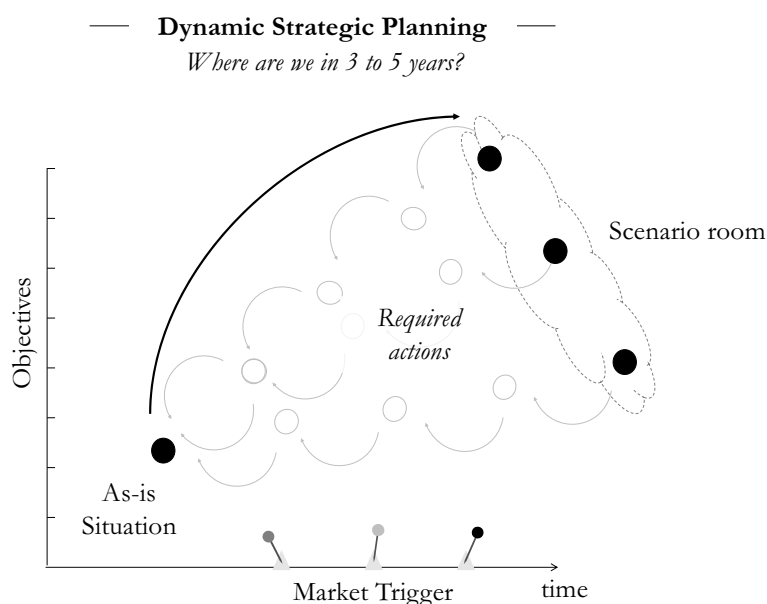 Dynamic Strategic Planning
Where are we in 3 to 5 years?
Scenario room
Objectives
Required
actions
As-is
Situation
Market Trigger
time